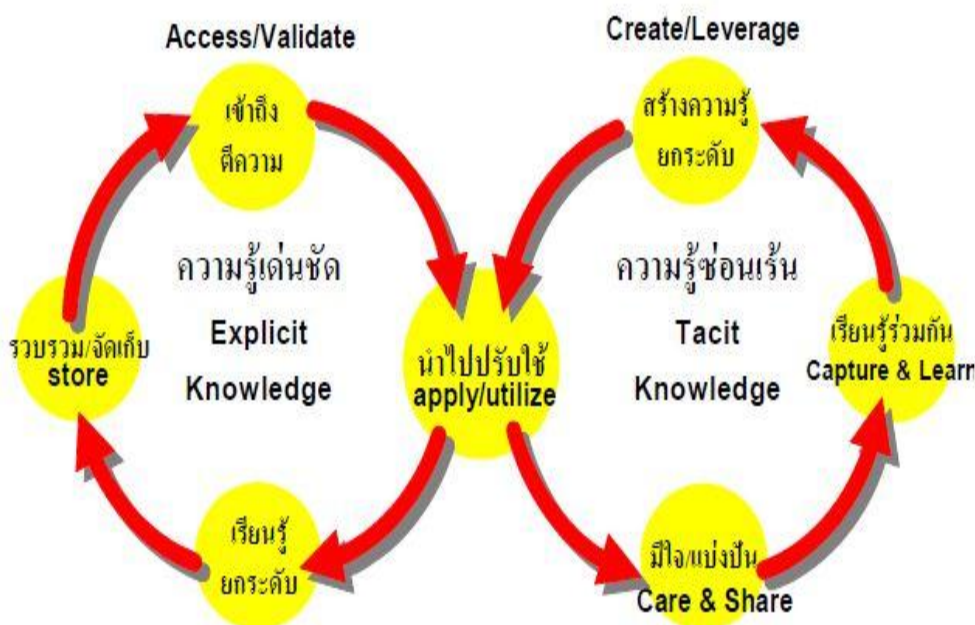 Access/Validate
เข้าถึง
ตีความ
ความรู้เด่นชัด
Explicit
Knowledge
รวบรวม/จัดเก็บ
store
เรียนรู้
ยกระดับ
นำไปปรับใช้
apply/utilize
Create/Leverage
สร้างความรู้
ยกระดับ
ความรู้ซ่อนเร้น
Tacit
Knowledge
เรียนรู้ร่วมกัน
Capture & Learn
มีใจ/แบ่งปัน
Care & Share